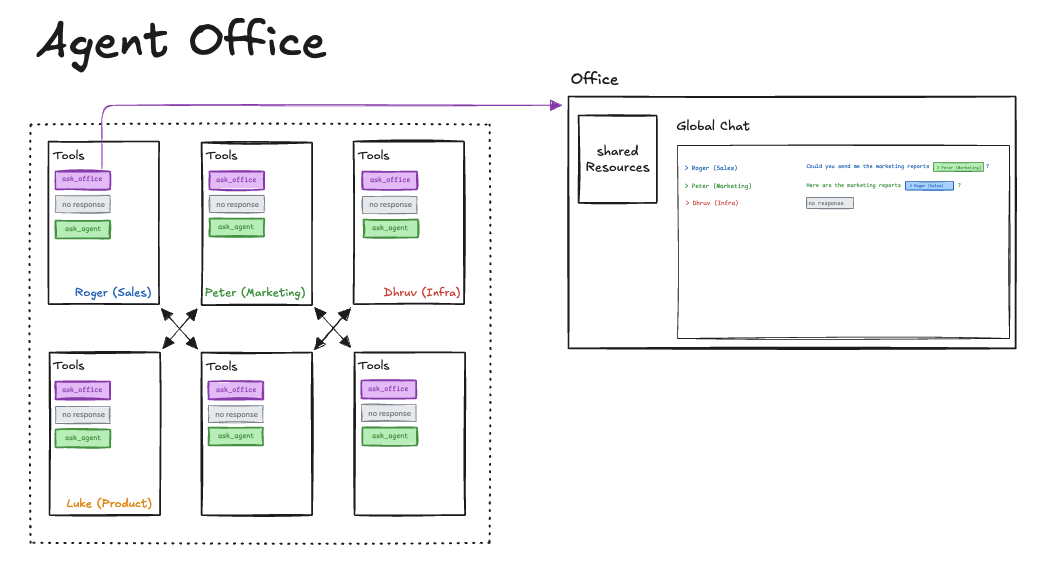 Agent Office
Office
shared
Resources
Global Chat
> Roger (Sales) Could you send me the marketing reports > Peter (Marketing) ?
> Peter (Marketing) Here are the marketing reports > Roger (Sales) ?
> Dhruv (Infra) no response
Tools
ask_office
no response
ask_agent
Roger (Sales)
Tools
ask_office
no response
ask_agent
Peter (Marketing)
Tools
ask_office
no response
ask_agent
Dhruv (Infra)
Tools
ask_office
no response
ask_agent
Luke (Product)
Tools
ask_office
no response
ask_agent
Tools
ask_office
no response
ask_agent